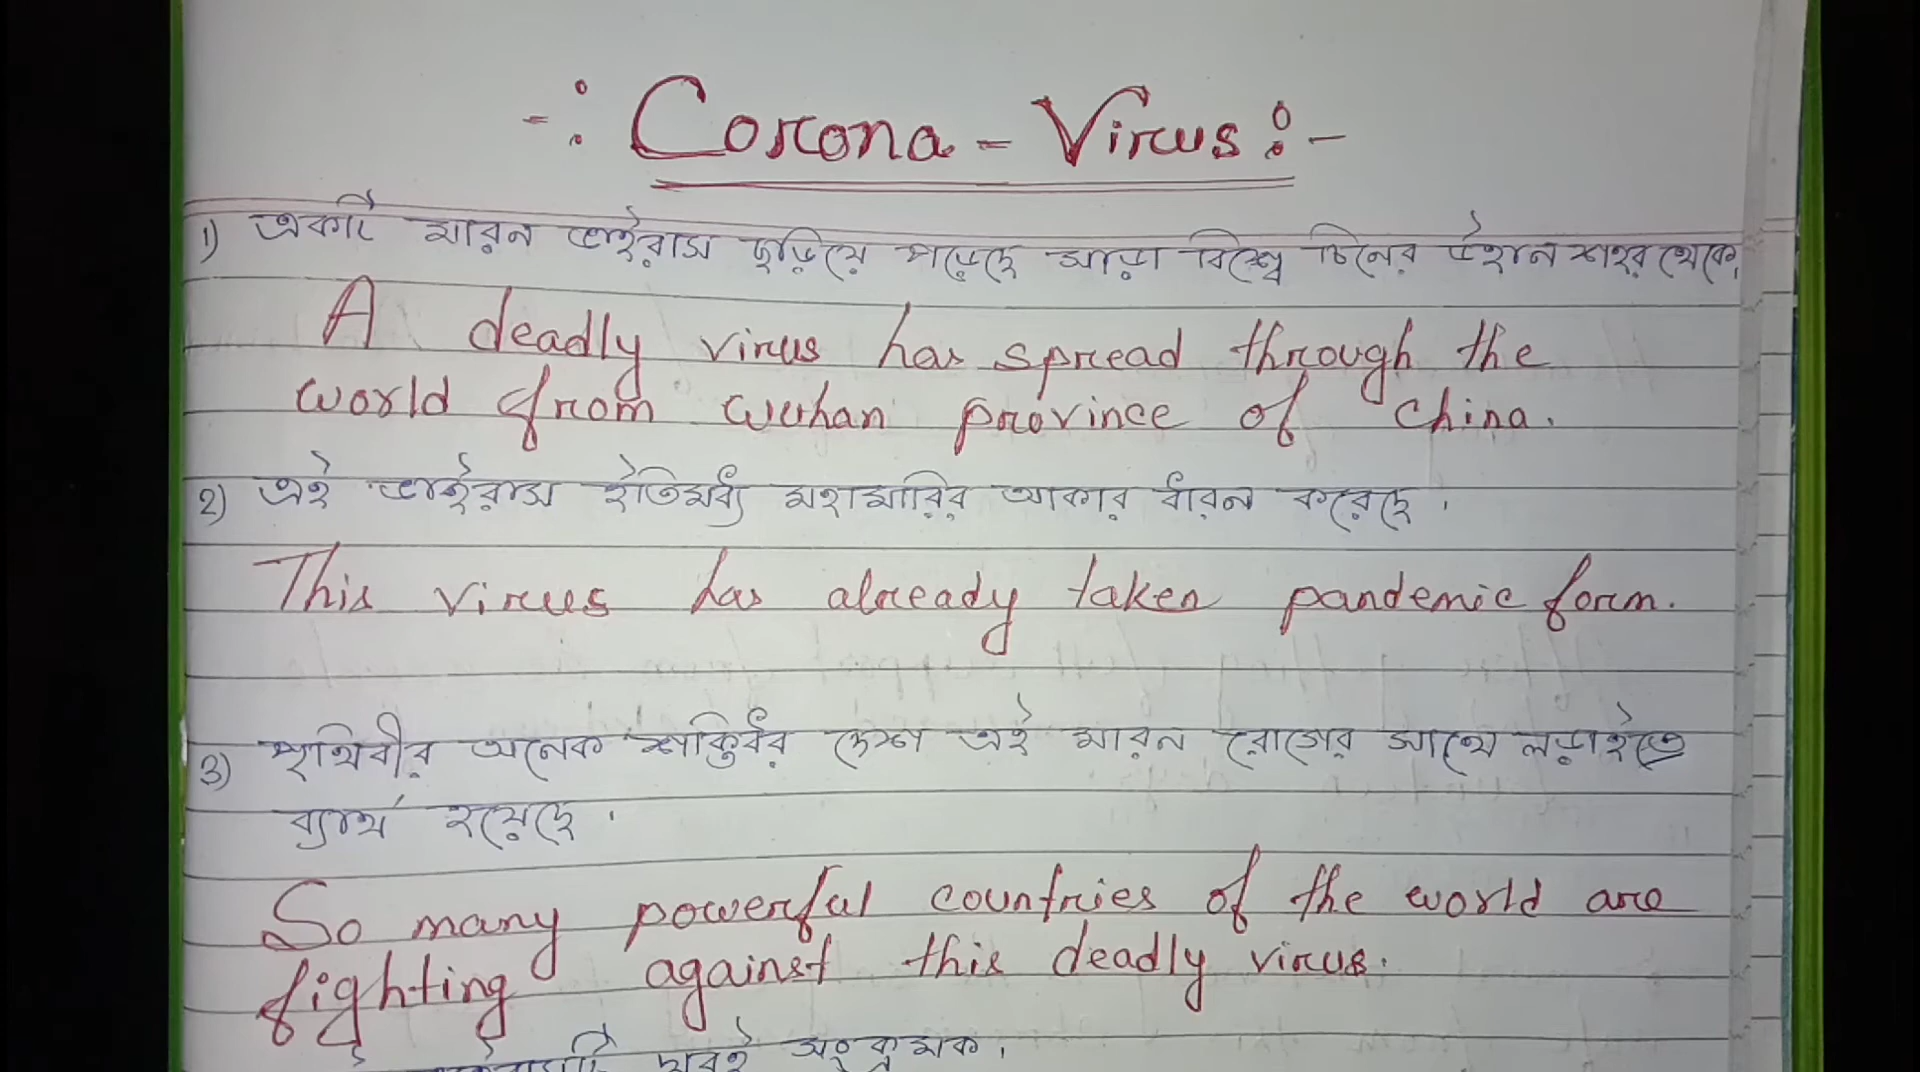 -: Corona - Virus :-
1) একটি মারন ভাইরাস ছড়িয়ে পড়েছে সারা বিশ্বে চিনের উহান শহর থেকে।
A deadly virus has spread through the
world from wuhan province of china.
2) এই ভাইরাস ইতিমধ্যে মহামারির আকার ধারন করেছে।
This virus has already taken pandemic form.
3) পৃথিবীর অনেক শক্তিধর দেশ এই মারন রোগের সাথে লড়াইতে
ব্যার্থ হয়েছে।
So many powerful countries of the world are
fighting against this deadly virus.
সংক্রমক।